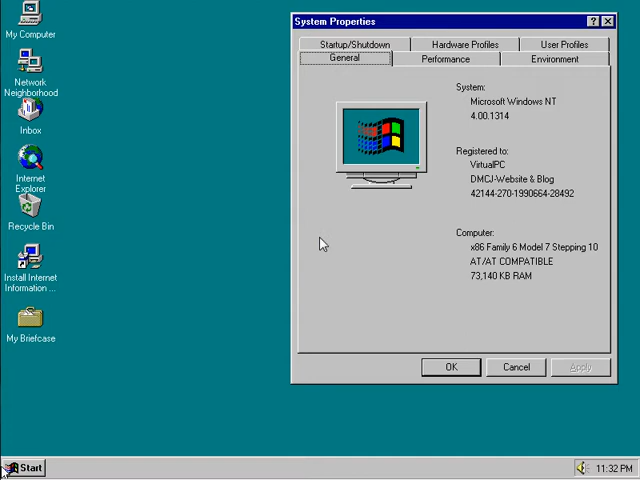 My Computer
Network
Neighborhood
Inbox
Internet
Explorer
Recycle Bin
Install Internet
Information ...
My Briefcase
System Properties
Startup/Shutdown
Hardware Profiles
User Profiles
General
Performance
Environment
System:
Microsoft Windows NT
4.00.1314
Registered to:
VirtualPC
DMCJ-Website & Blog
42144-270-1990664-28492
Computer:
x86 Family 6 Model 7 Stepping 10
AT/AT COMPATIBLE
73,140 KB RAM
OK
Cancel
Apply
Start
11:32 PM